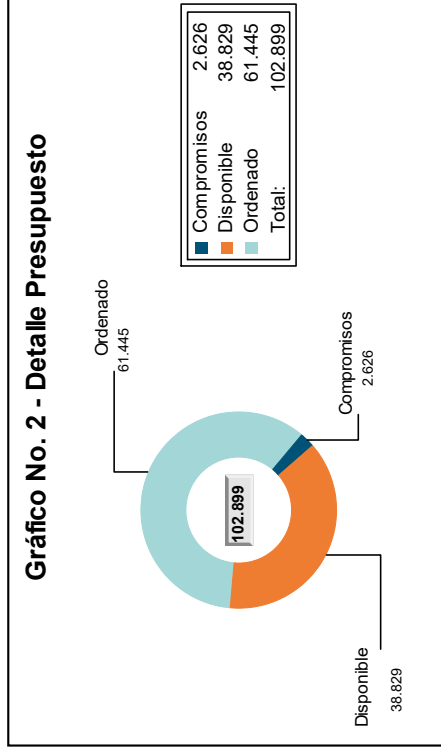 Gráfico No. 2 - Detalle Presupuesto
Ordenado
61.445
102.899
Compromisos
2.626
Disponible
38.829
Compromisos 2.626
Disponible 38.829
Ordenado 61.445
Total: 102.899